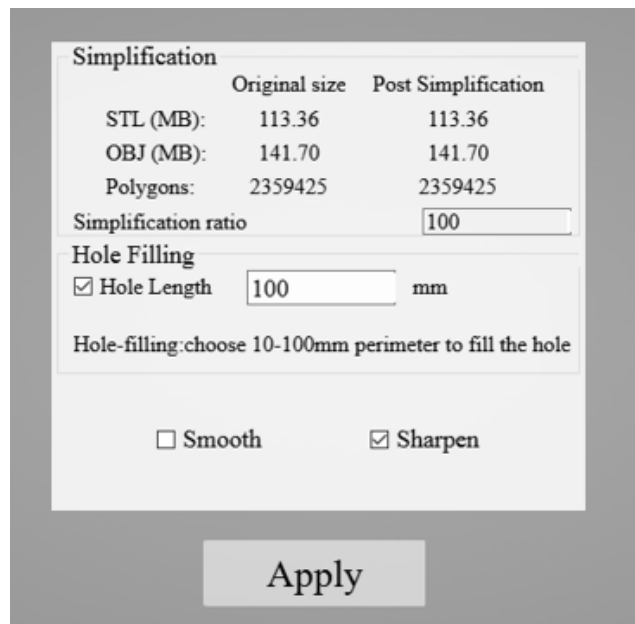 Simplification
Original size Post Simplification
STL (MB): 113.36 113.36
OBJ (MB): 141.70 141.70
Polygons: 2359425 2359425
Simplification ratio 100
Hole Filling
Hole Length 100 mm
Hole-filling:choose 10-100mm perimeter to fill the hole
Smooth Sharpen
Apply